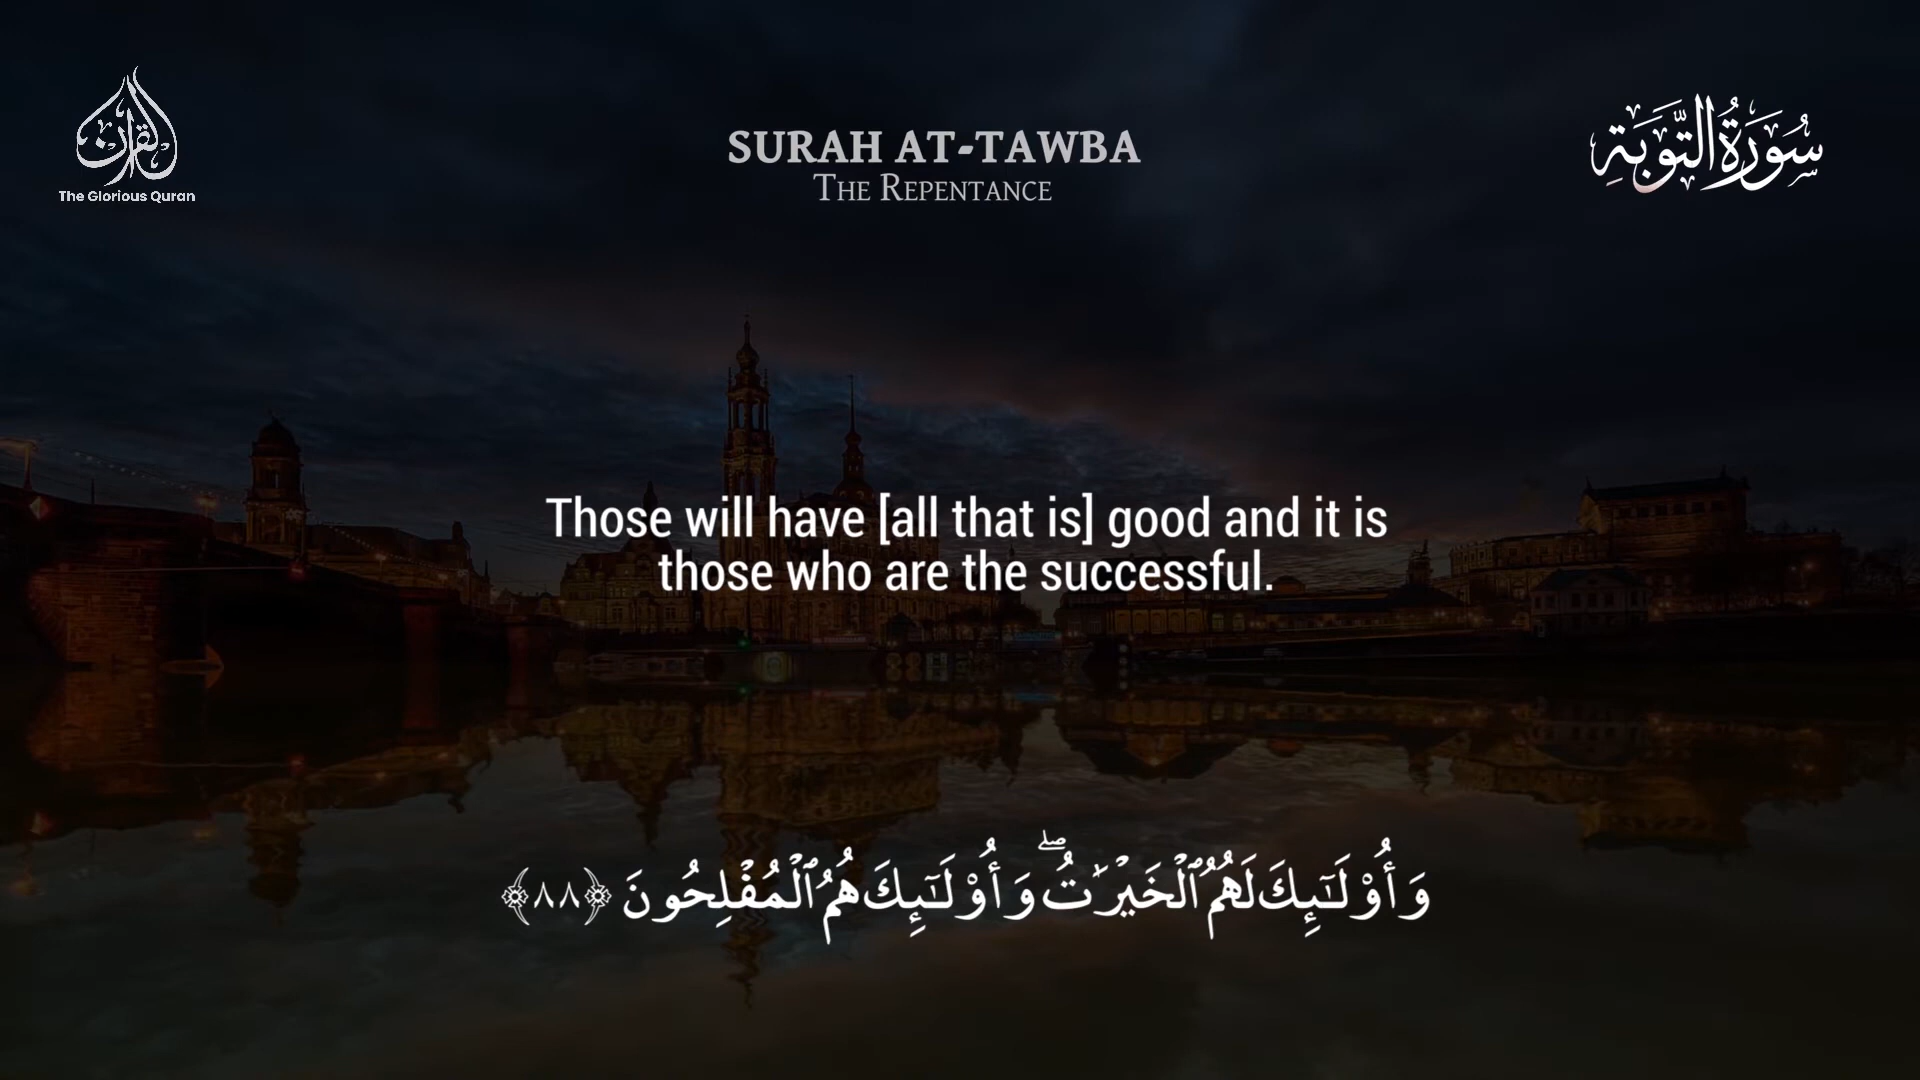 القرآن
The Glorious Quran
SURAH AT-TAWBA
THE REPENTANCE
سُورَةُ التَّوْبَةِ
Those will have [all that is] good and it is
those who are the successful.
وَأُوْلَـٰٓئِكَ لَهُمُ ٱلْخَيْرَٰتُ ۖ وَأُوْلَـٰٓئِكَ هُمُ ٱلْمُفْلِحُونَ ﴿٨٨﴾